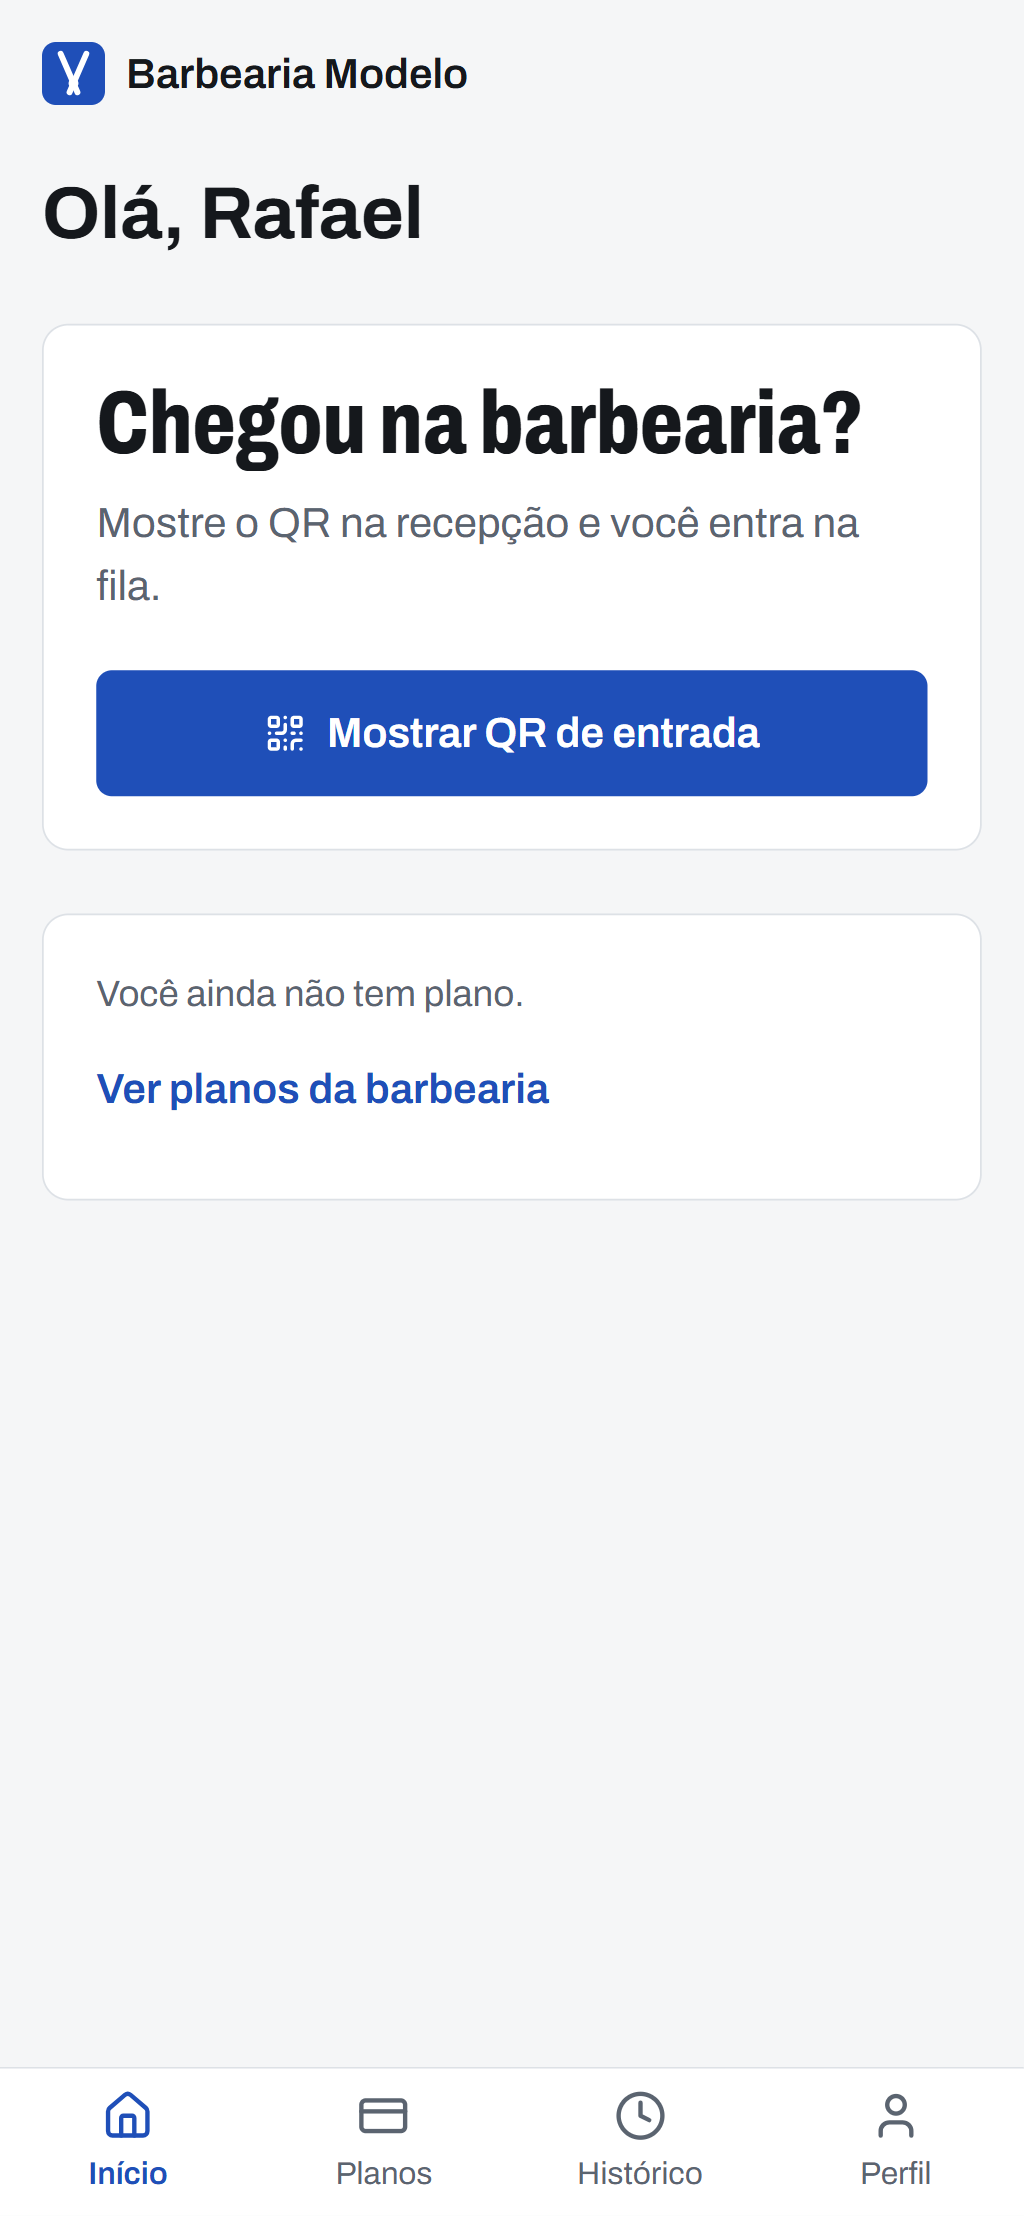 Barbearia Modelo
Olá, Rafael
Chegou na barbearia?
Mostre o QR na recepção e você entra na
fila.
Mostrar QR de entrada
Você ainda não tem plano.
Ver planos da barbearia
Início
Planos
Histórico
Perfil